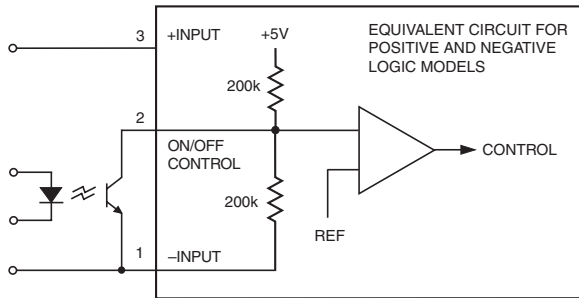 EQUIVALENT CIRCUIT FOR
POSITIVE AND NEGATIVE
LOGIC MODELS
3
+INPUT
+5V
200k
2
ON/OFF
CONTROL
CONTROL
200k
REF
1
–INPUT